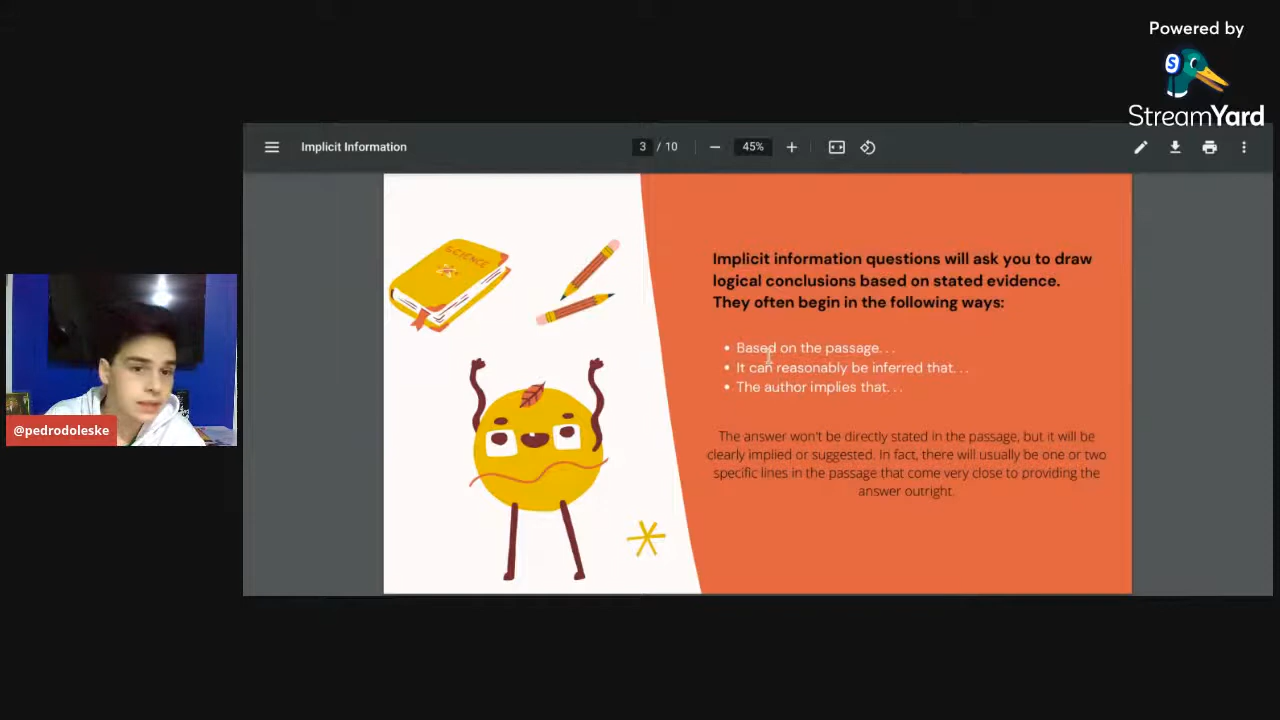 Powered by
StreamYard
Implicit Information
3 / 10
45%
SCIENCE
Implicit information questions will ask you to draw
logical conclusions based on stated evidence.
They often begin in the following ways:
• Based on the passage. . .
• It can reasonably be inferred that. . .
• The author implies that. . .
The answer won't be directly stated in the passage, but it will be
clearly implied or suggested. In fact, there will usually be one or two
specific lines in the passage that come very close to providing the
answer outright.
@pedrodoleske